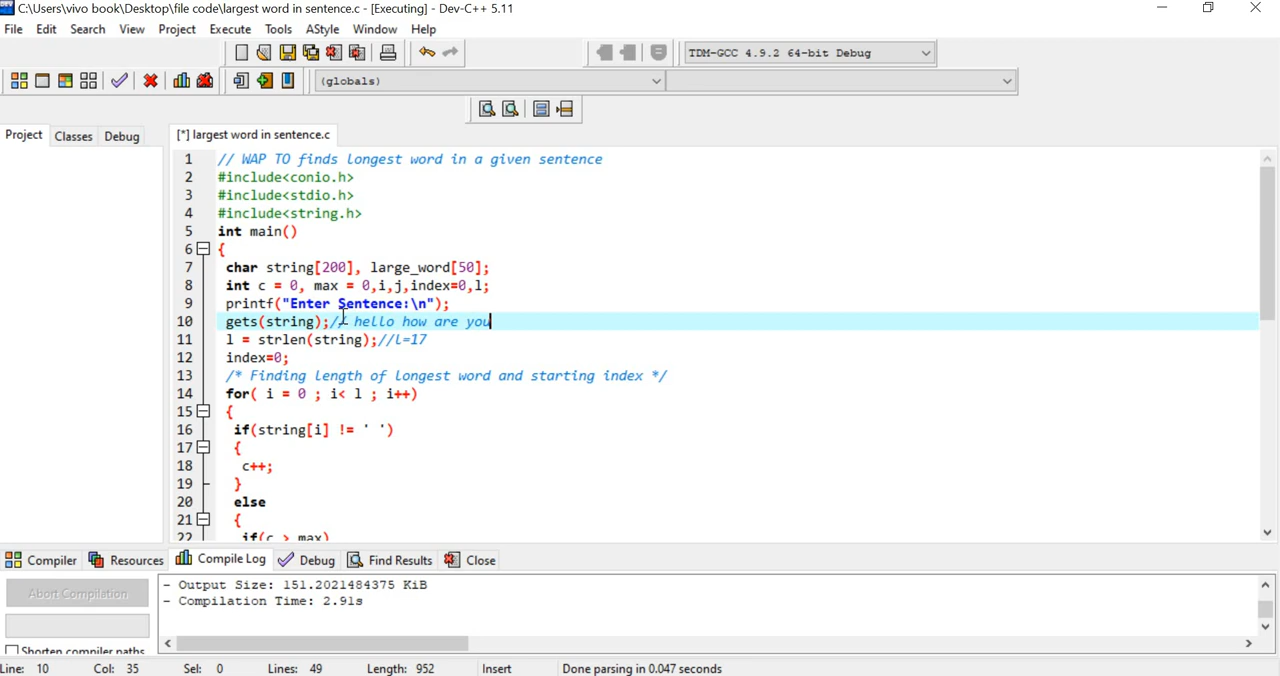 C:\Users\vivo book\Desktop\file code\largest word in sentence.c - [Executing] - Dev-C++ 5.11
File Edit Search View Project Execute Tools AStyle Window Help
TDM-GCC 4.9.2 64-bit Debug
(globals)
Project Classes Debug
[*] largest word in sentence.c
1 // WAP TO finds longest word in a given sentence
2 #include<conio.h>
3 #include<stdio.h>
4 #include<string.h>
5 int main()
6 {
7 char string[200], large_word[50];
8 int c = 0, max = 0,i,j,index=0,l;
9 printf("Enter Sentence:\n");
10 gets(string);// hello how are you
11 l = strlen(string);//l=17
12 index=0;
13 /* Finding length of longest word and starting index */
14 for( i = 0 ; i< l ; i++)
15 {
16 if(string[i] != ' ')
17 {
18 c++;
19 }
20 else
21 {
22 if(c > max)
Compiler Resources Compile Log Debug Find Results Close
Abort Compilation
Shorten compiler paths
- Output Size: 151.2021484375 KiB
- Compilation Time: 2.91s
Line: 10 Col: 35 Sel: 0 Lines: 49 Length: 952 Insert Done parsing in 0.047 seconds